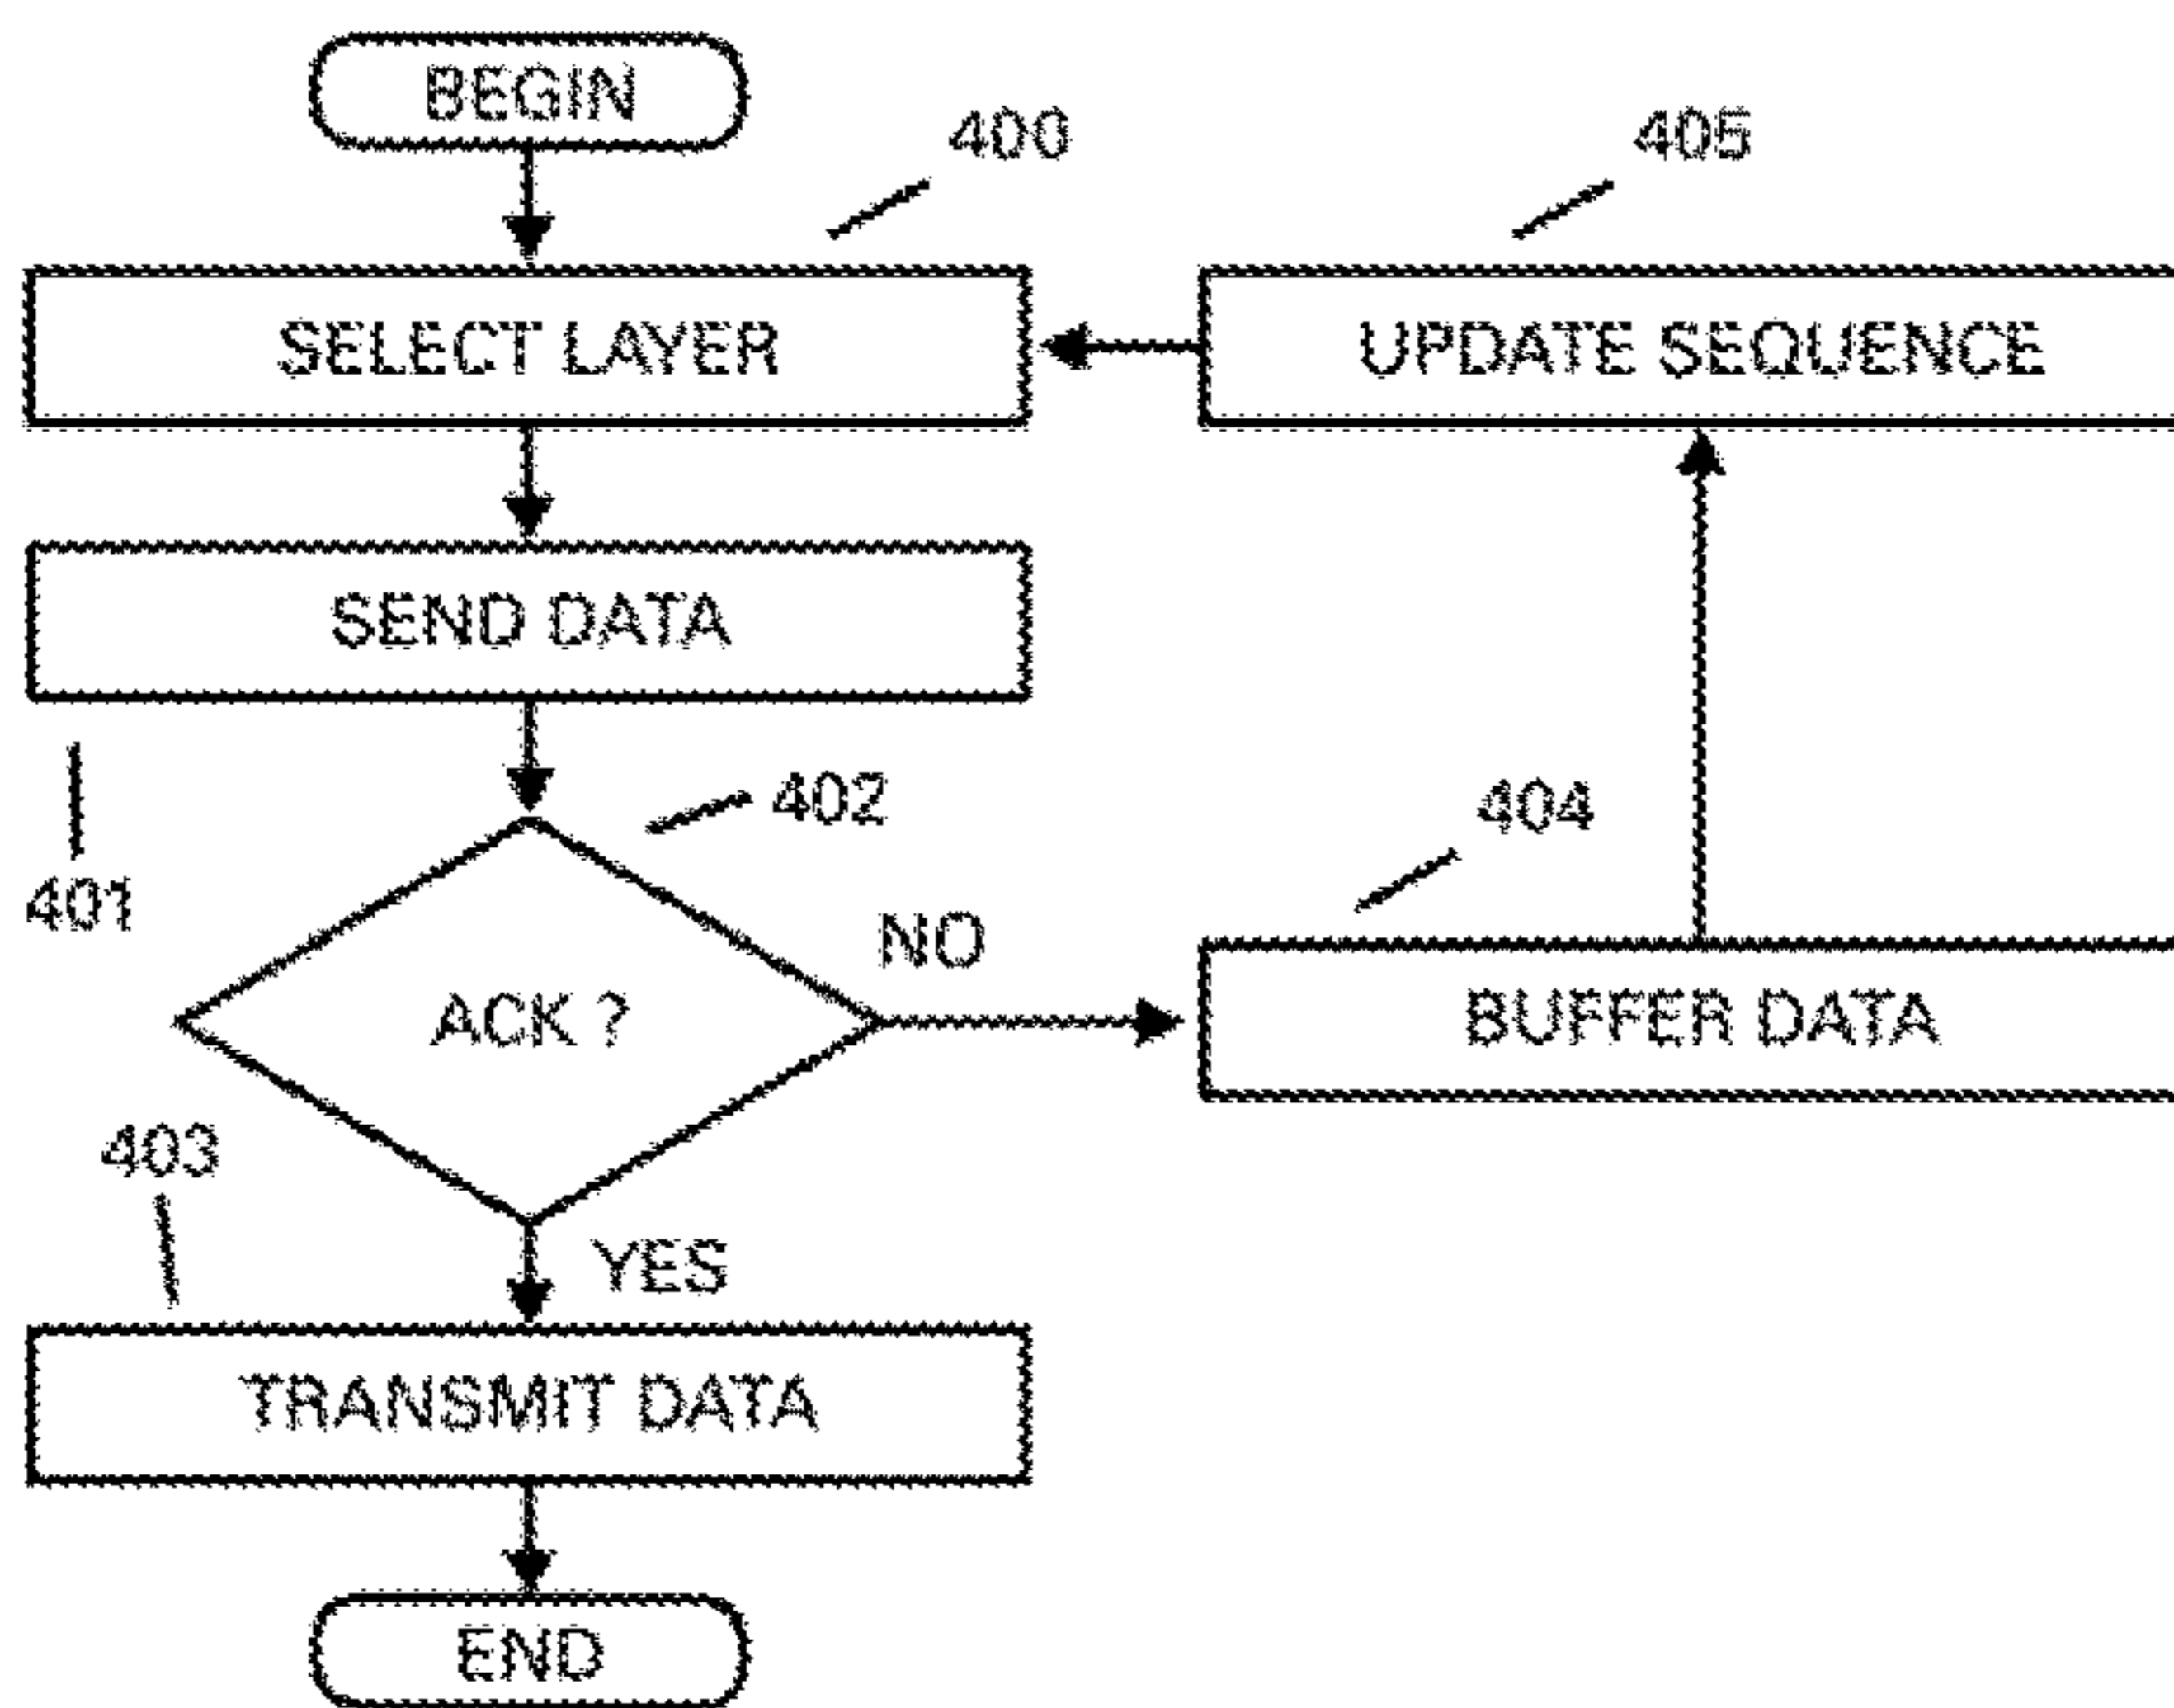 BEGIN
400
405
SELECT LAYER
UPDATE SEQUENCE
SEND DATA
402
404
401
NO
ACK ?
BUFFER DATA
403
YES
TRANSMIT DATA
END